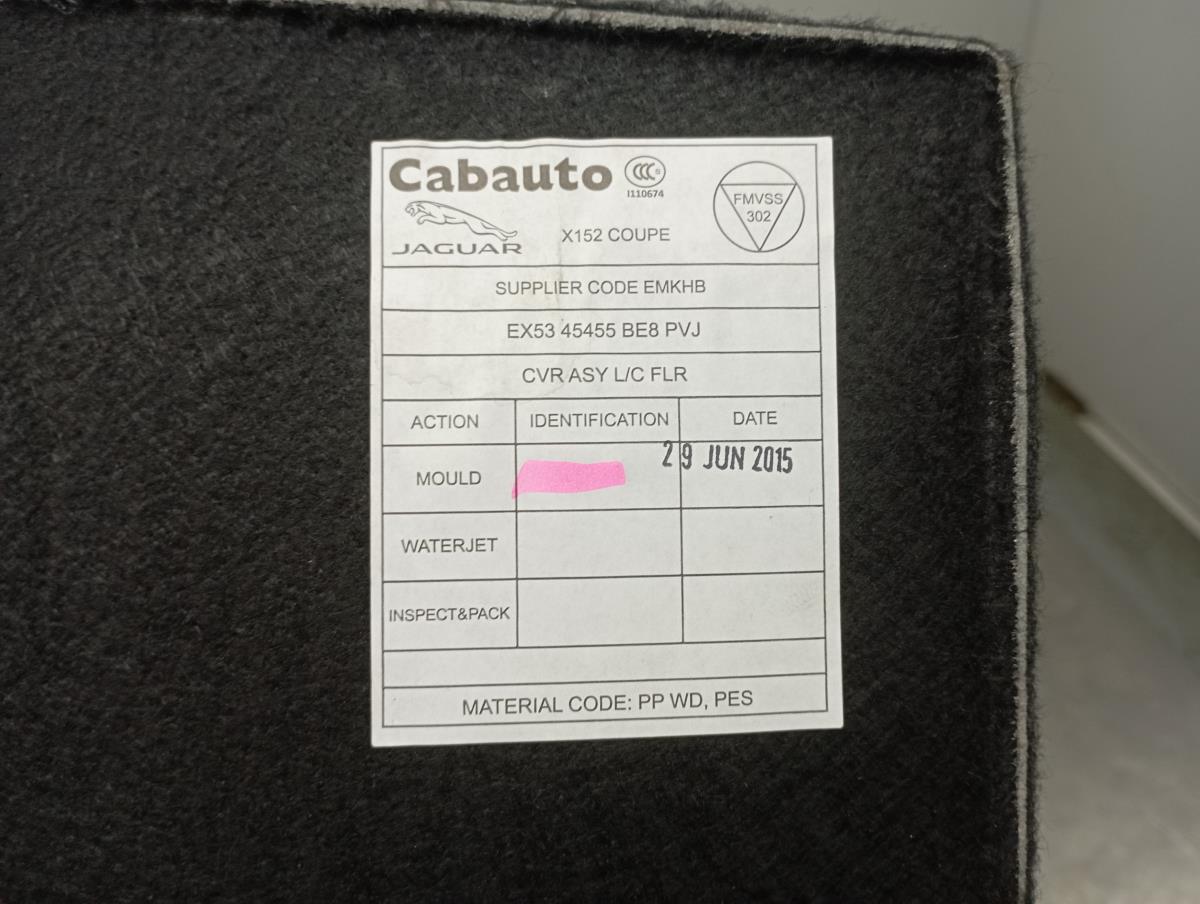 Cabauto
CCC S
I110674
FMVSS
302
JAGUAR
X152 COUPE
SUPPLIER CODE EMKHB
EX53 45455 BE8 PVJ
CVR ASY L/C FLR
ACTION IDENTIFICATION DATE
MOULD 29 JUN 2015
WATERJET
INSPECT&PACK
MATERIAL CODE: PP WD, PES